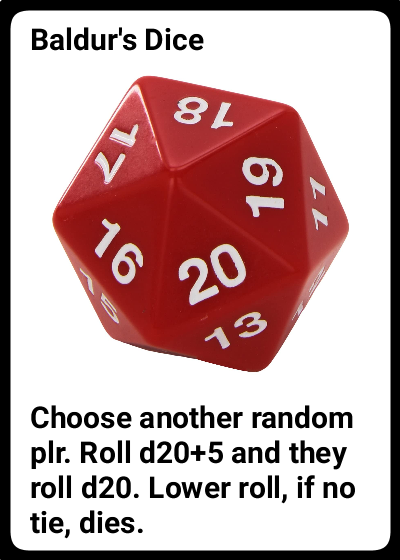 Baldur's Dice
18
17
19
11
16
20
15
13
Choose another random
plr. Roll d20+5 and they
roll d20. Lower roll, if no
tie, dies.